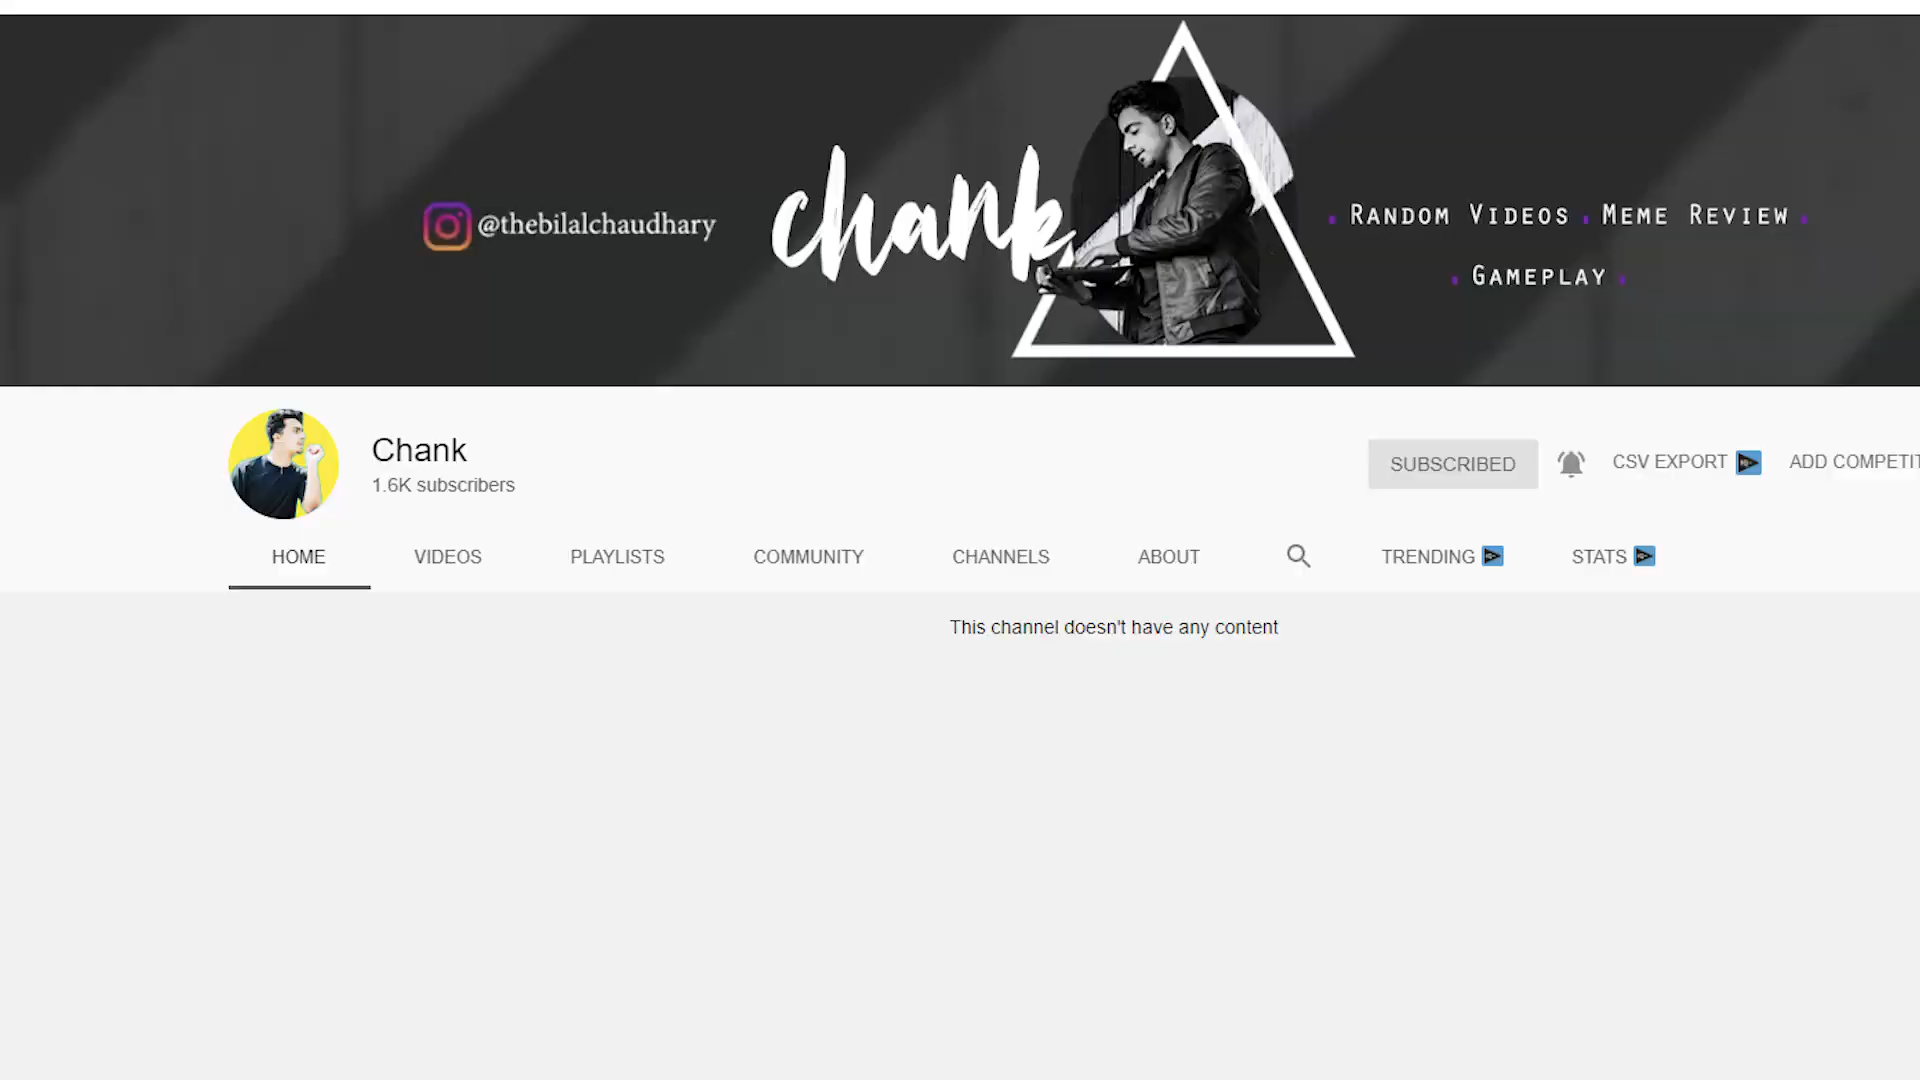 @thebilalchaudhary
chank
Random Videos Meme Review
Gameplay
Chank
1.6K subscribers
SUBSCRIBED
CSV EXPORT
ADD COMPETIT
HOME
VIDEOS
PLAYLISTS
COMMUNITY
CHANNELS
ABOUT
TRENDING
STATS
This channel doesn't have any content